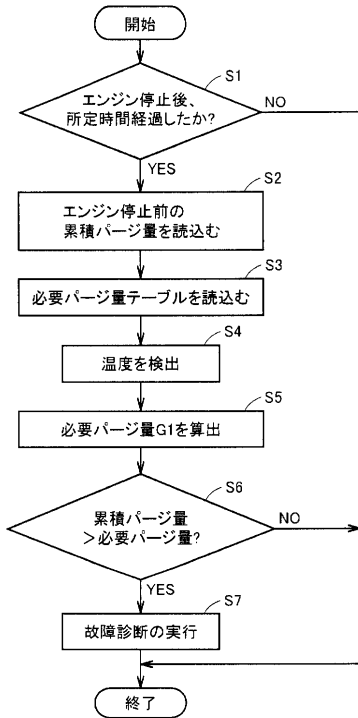 開始
S1
エンジン停止後、
所定時間経過したか?
NO
YES
S2
エンジン停止前の
累積パージ量を読込む
S3
必要パージ量テーブルを読込む
S4
温度を検出
S5
必要パージ量G1を算出
S6
累積パージ量
>必要パージ量?
NO
YES
S7
故障診断の実行
終了